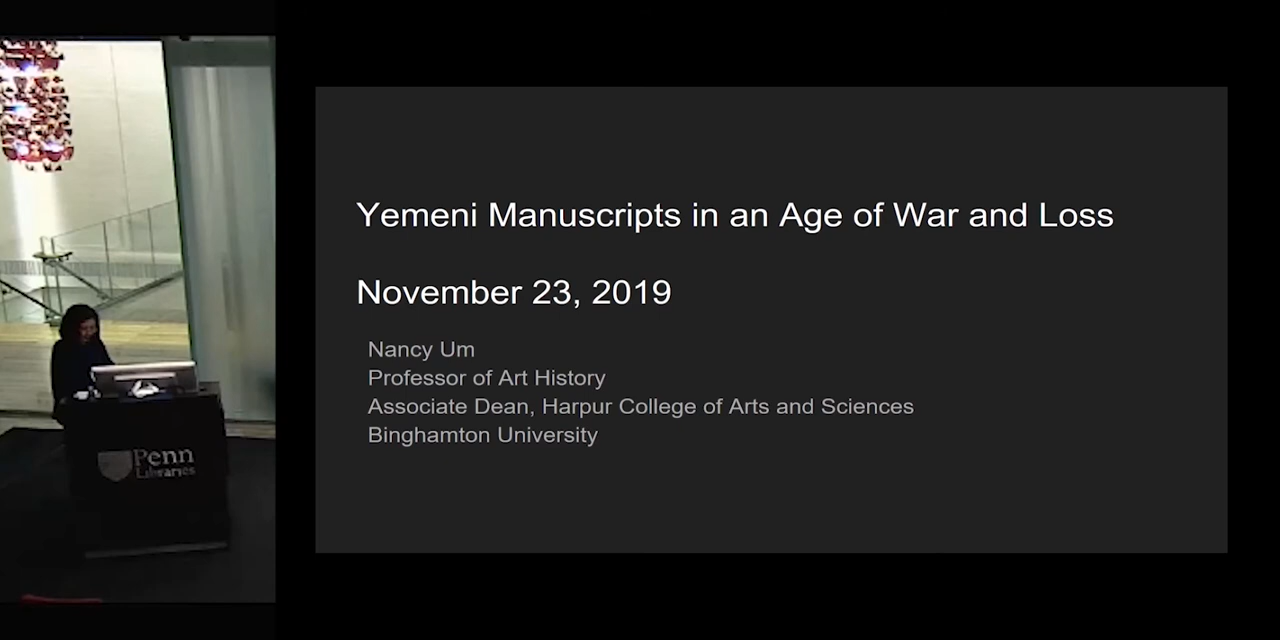 Yemeni Manuscripts in an Age of War and Loss
November 23, 2019
Nancy Um
Professor of Art History
Associate Dean, Harpur College of Arts and Sciences
Binghamton University
Penn
Libraries